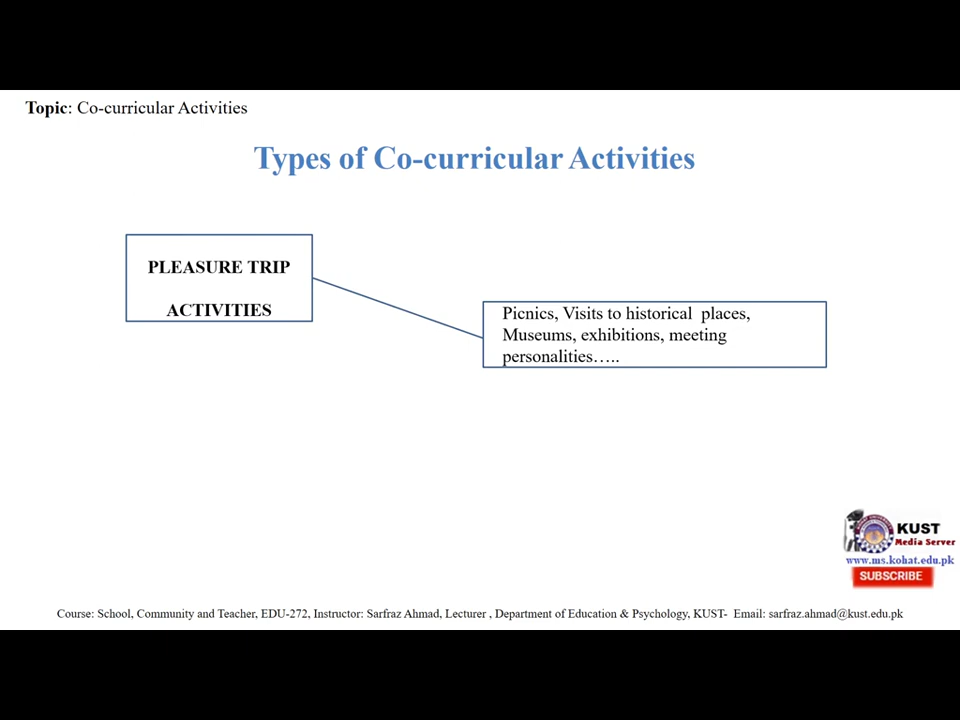 Topic: Co-curricular Activities
Types of Co-curricular Activities
PLEASURE TRIP
ACTIVITIES
Picnics, Visits to historical places,
Museums, exhibitions, meeting
personalities…..
KUST
Media Server
www.ms.kohat.edu.pk
SUBSCRIBE
Course: School, Community and Teacher, EDU-272, Instructor: Sarfraz Ahmad, Lecturer , Department of Education & Psychology, KUST- Email: sarfraz.ahmad@kust.edu.pk